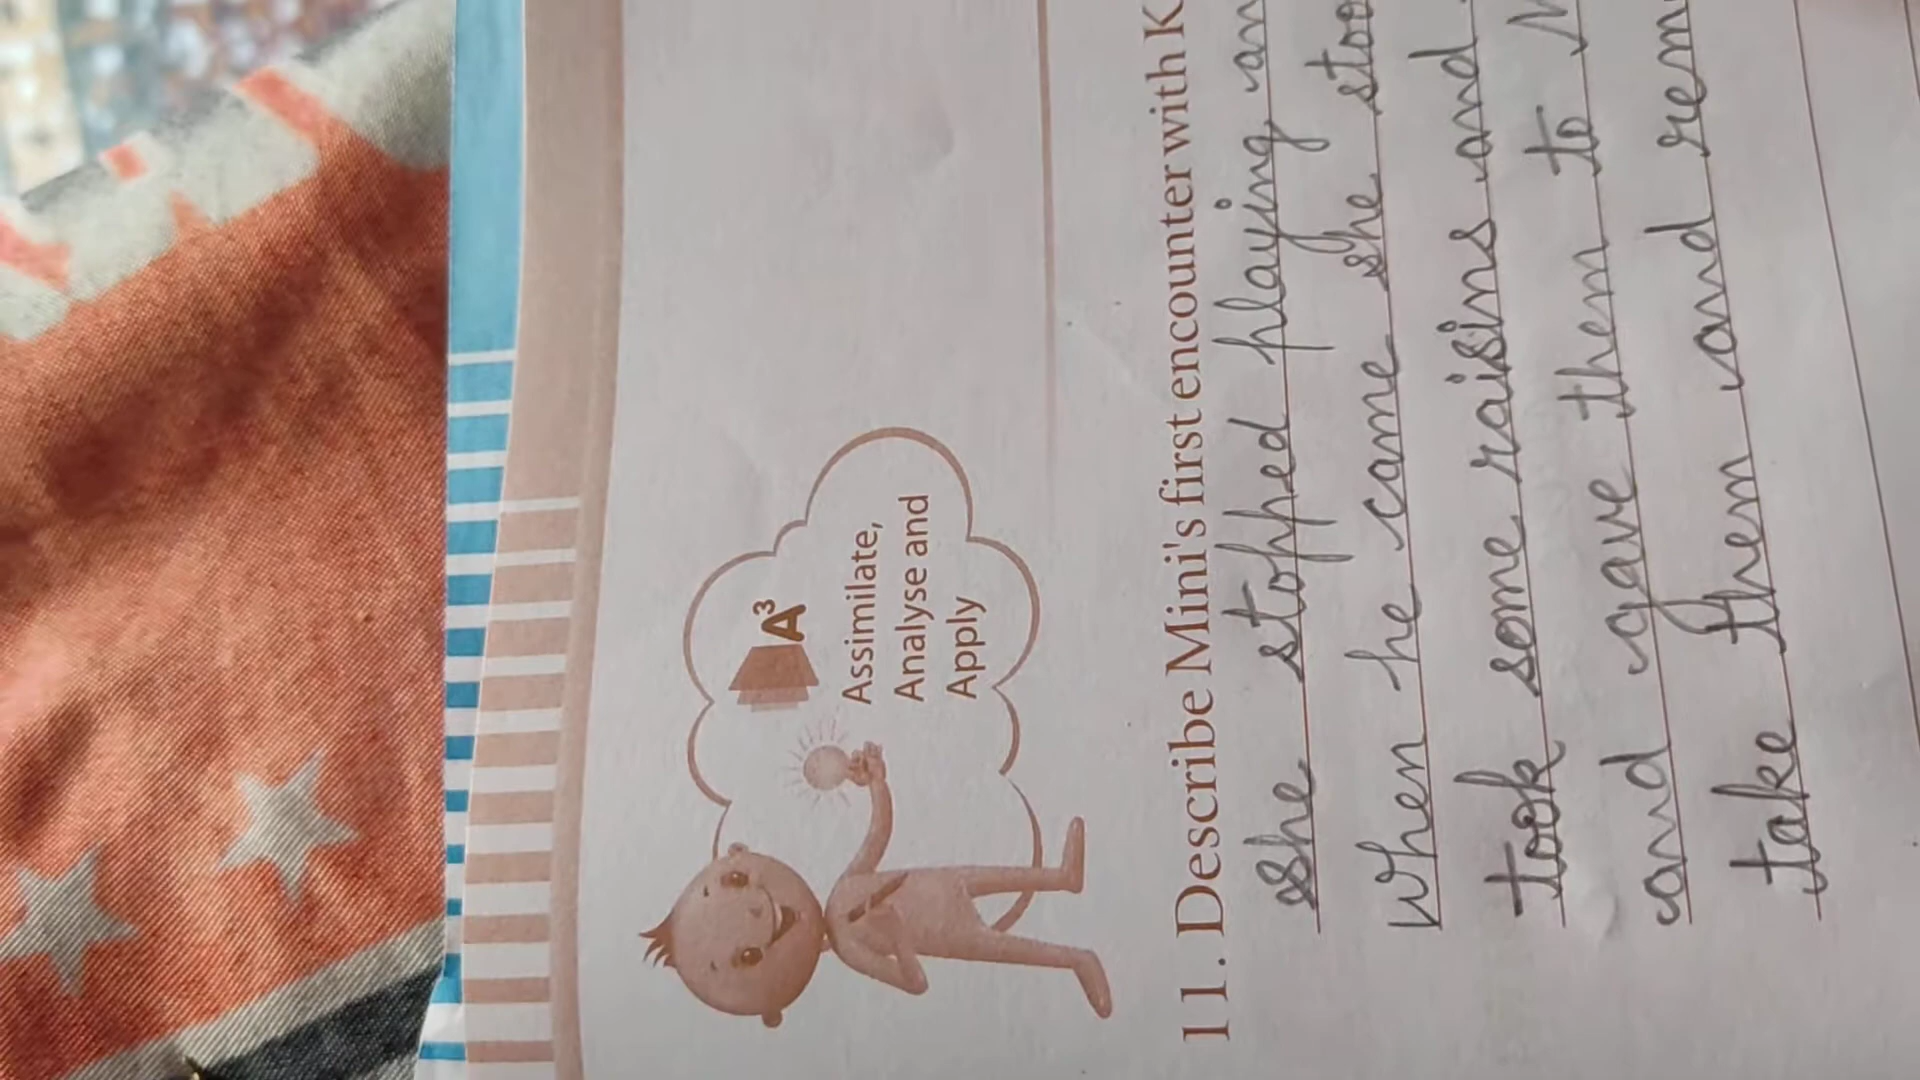 A³
Assimilate,
Analyse and
Apply
11. Describe Mini's first encounter with K
She stopped playing an
when he came she stoo
took some raisins and
and gave them to M
take them and rem